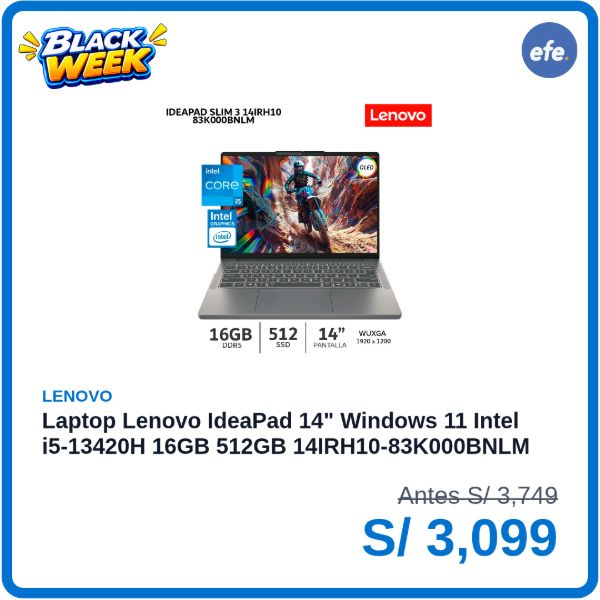 BLACK
WEEK
efe.
IDEAPAD SLIM 3 14IRH10
83K000BNLM
Lenovo
OLED
intel
CORE
i5
intel
GRAPHICS
intel
16GB
DDR5
512
SSD
14”
PANTALLA
WUXGA
1920 x 1200
LENOVO
Laptop Lenovo IdeaPad 14" Windows 11 Intel
i5-13420H 16GB 512GB 14IRH10-83K000BNLM
Antes S/ 3,749
S/ 3,099